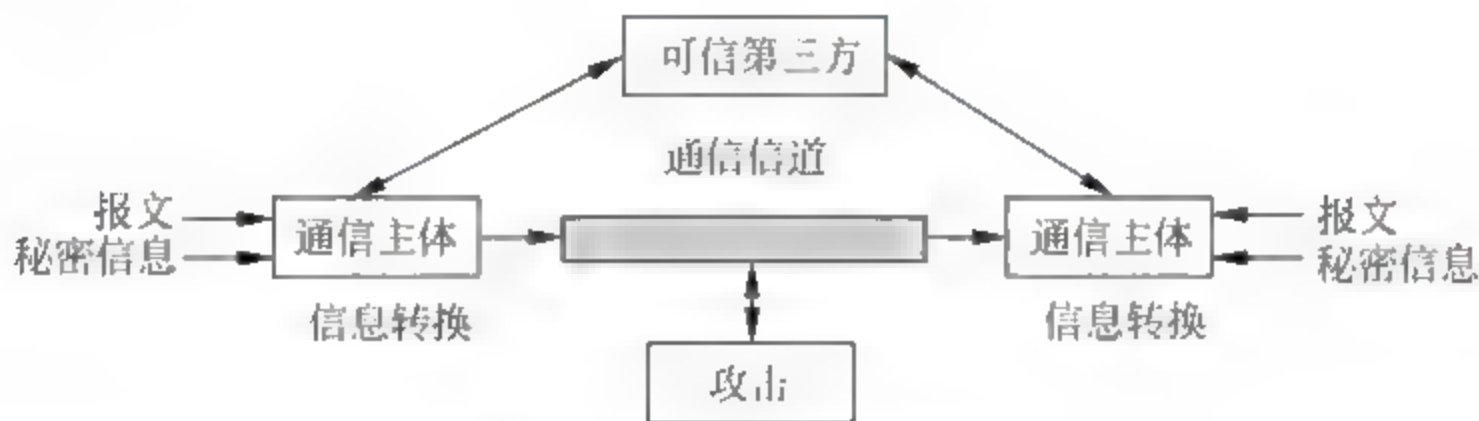 可信第三方
通信信道
报文
秘密信息
通信主体
通信主体
报文
秘密信息
信息转换
信息转换
攻击